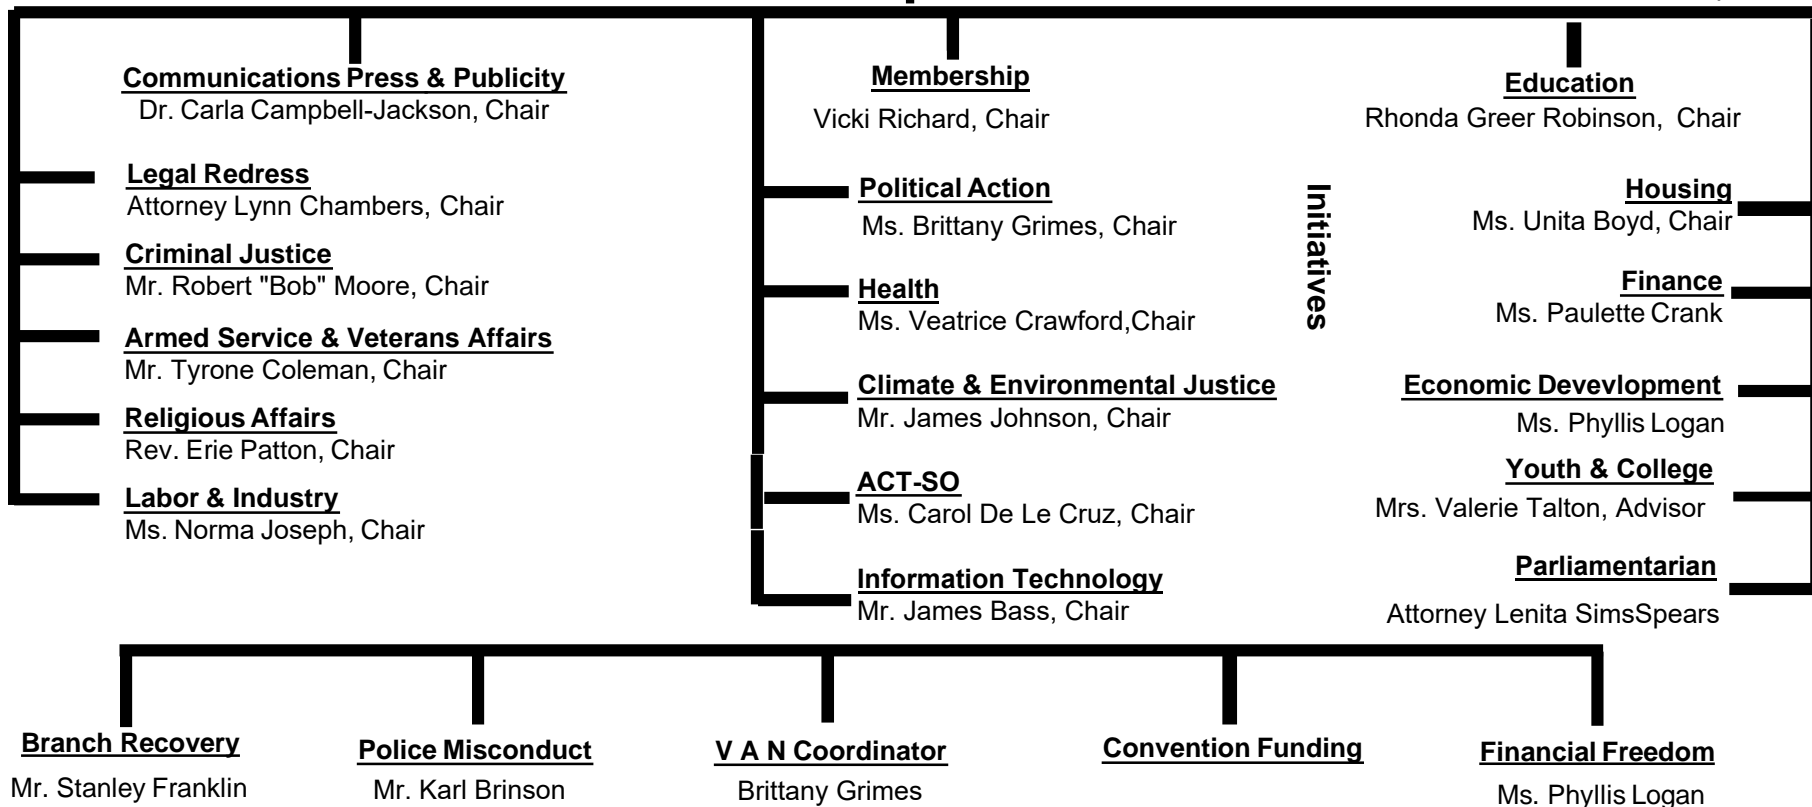 Communications Press & Publicity
Dr. Carla Campbell-Jackson, Chair
Legal Redress
Attorney Lynn Chambers, Chair
Criminal Justice
Mr. Robert "Bob" Moore, Chair
Armed Service & Veterans Affairs
Mr. Tyrone Coleman, Chair
Religious Affairs
Rev. Erie Patton, Chair
Labor & Industry
Ms. Norma Joseph, Chair
Membership
Vicki Richard, Chair
Political Action
Ms. Brittany Grimes, Chair
Health
Ms. Veatrice Crawford,Chair
Climate & Environmental Justice
Mr. James Johnson, Chair
ACT-SO
Ms. Carol De Le Cruz, Chair
Information Technology
Mr. James Bass, Chair
Initiatives
Education
Rhonda Greer Robinson, Chair
Housing
Ms. Unita Boyd, Chair
Finance
Ms. Paulette Crank
Economic Devevlopment
Ms. Phyllis Logan
Youth & College
Mrs. Valerie Talton, Advisor
Parliamentarian
Attorney Lenita SimsSpears
Branch Recovery
Mr. Stanley Franklin
Police Misconduct
Mr. Karl Brinson
V A N Coordinator
Brittany Grimes
Convention Funding
Financial Freedom
Ms. Phyllis Logan